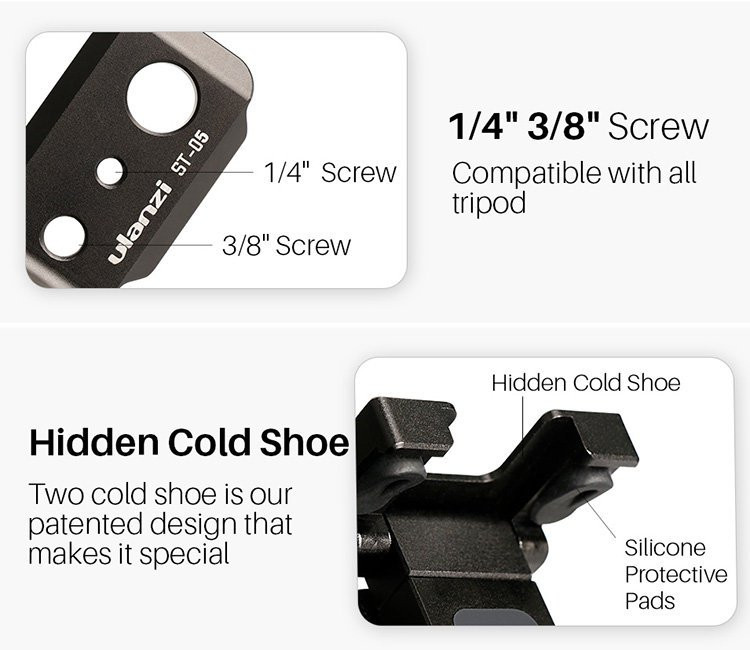 1/4" 3/8" Screw
Compatible with all
tripod
1/4" Screw
3/8" Screw
ulanzi ST-05
Hidden Cold Shoe
Two cold shoe is our
patented design that
makes it special
Hidden Cold Shoe
Silicone
Protective
Pads